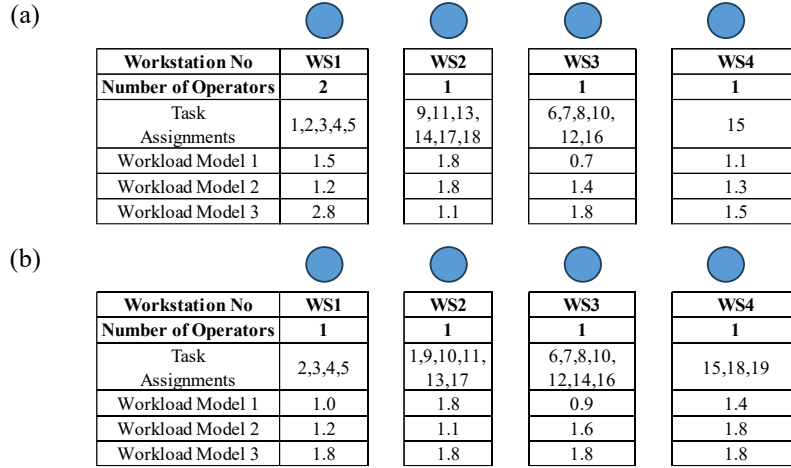 (a)
Workstation No WS1 WS2 WS3 WS4
Number of Operators 2 1 1 1
Task Assignments 1,2,3,4,5 9,11,13, 14,17,18 6,7,8,10, 12,16 15
Workload Model 1 1.5 1.8 0.7 1.1
Workload Model 2 1.2 1.8 1.4 1.3
Workload Model 3 2.8 1.1 1.8 1.5
(b)
Workstation No WS1 WS2 WS3 WS4
Number of Operators 1 1 1 1
Task Assignments 2,3,4,5 1,9,10,11, 13,17 6,7,8,10, 12,14,16 15,18,19
Workload Model 1 1.0 1.8 0.9 1.4
Workload Model 2 1.2 1.1 1.6 1.8
Workload Model 3 1.8 1.8 1.8 1.8